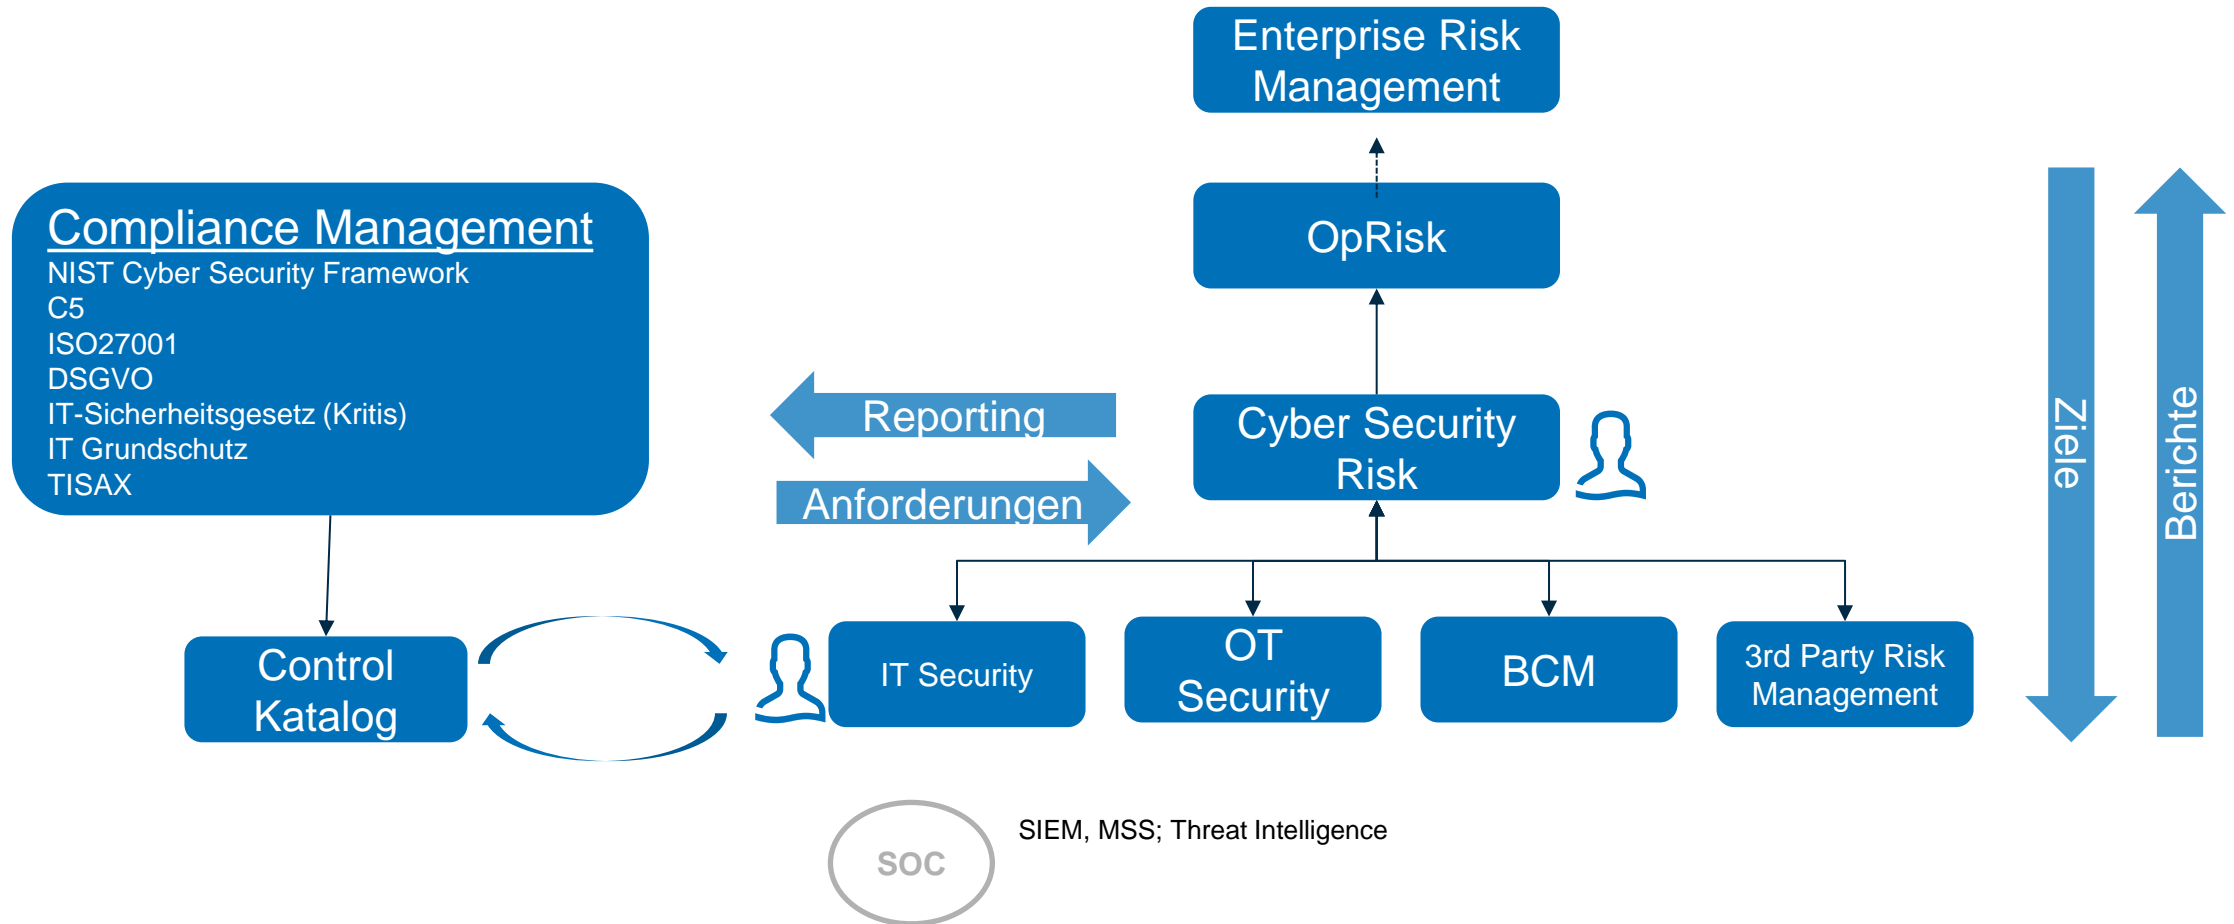 Enterprise Risk
Management
Compliance Management
NIST Cyber Security Framework
C5
ISO27001
DSGVO
IT-Sicherheitsgesetz (Kritis)
IT Grundschutz
TISAX
OpRisk
Reporting
Anforderungen
Cyber Security
Risk
Ziele
Berichte
Control
Katalog
IT Security
OT
Security
BCM
3rd Party Risk
Management
SOC
SIEM, MSS; Threat Intelligence